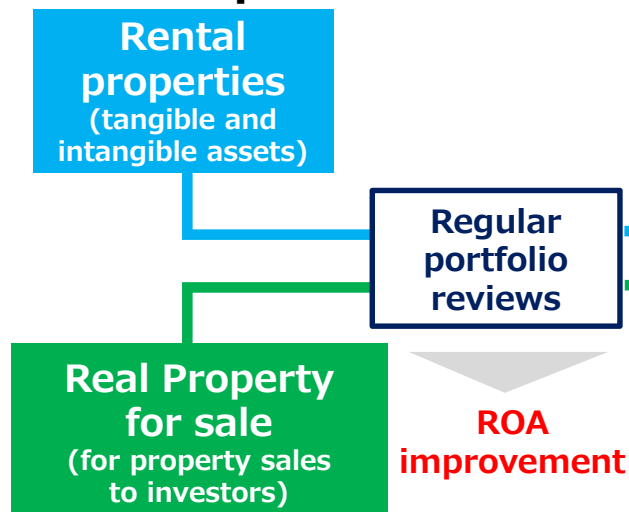 Rental
properties
(tangible and
intangible assets)
Regular
portfolio
reviews
Real Property
for sale
(for property sales
to investors)
ROA
improvement